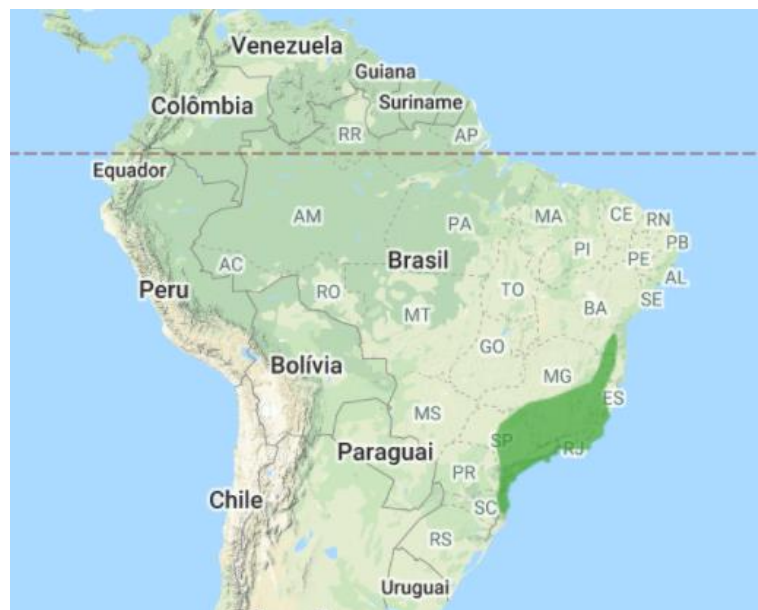 Venezuela
Guiana
Colômbia
Suriname
RR
AP
Equador
AM
PA
MA
CE
RN
PB
PI
PE
AC
Brasil
AL
Peru
RO
TO
SE
MT
BA
GO
Bolívia
MG
ES
MS
SP
RJ
Paraguai
PR
Chile
SC
RS
Uruguai